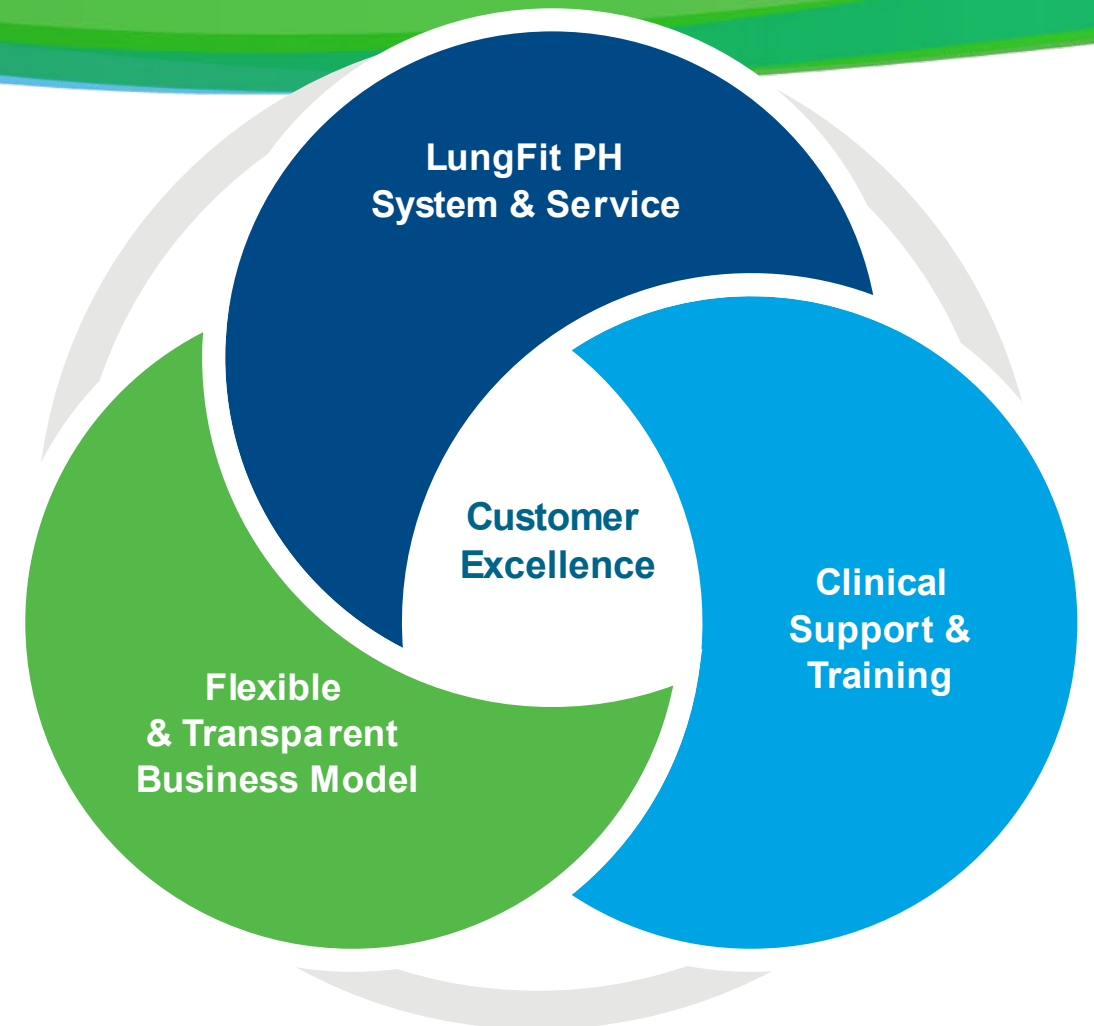 LungFit PH
System & Service
Customer
Excellence
Clinical
Support &
Training
Flexible
& Transparent
Business Model